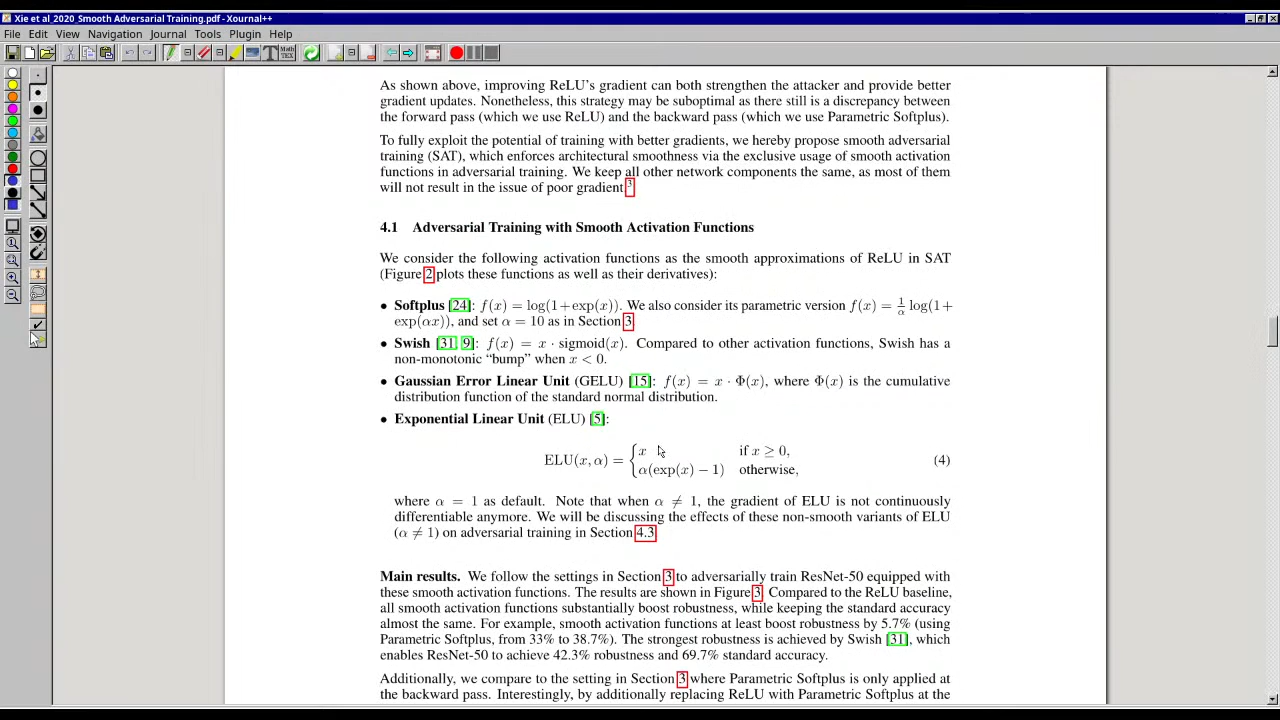 Xie et al_2020_Smooth Adversarial Training.pdf - Xournal++
File Edit View Navigation Journal Tools Plugin Help
As shown above, improving ReLU's gradient can both strengthen the attacker and provide better
gradient updates. Nonetheless, this strategy may be suboptimal as there still is a discrepancy between
the forward pass (which we use ReLU) and the backward pass (which we use Parametric Softplus).
To fully exploit the potential of training with better gradients, we hereby propose smooth adversarial
training (SAT), which enforces architectural smoothness via the exclusive usage of smooth activation
functions in adversarial training. We keep all other network components the same, as most of them
will not result in the issue of poor gradient.³
4.1 Adversarial Training with Smooth Activation Functions
We consider the following activation functions as the smooth approximations of ReLU in SAT
(Figure 2 plots these functions as well as their derivatives):
• Softplus [24]: f(x) = log(1+exp(x)). We also consider its parametric version f(x) = 1/α log(1+
exp(αx)), and set α = 10 as in Section 3.
• Swish [31, 9]: f(x) = x · sigmoid(x). Compared to other activation functions, Swish has a
non-monotonic “bump” when x < 0.
• Gaussian Error Linear Unit (GELU) [15]: f(x) = x · Φ(x), where Φ(x) is the cumulative
distribution function of the standard normal distribution.
• Exponential Linear Unit (ELU) [5]:
ELU(x, α) = { x if x ≥ 0,
α(exp(x) − 1) otherwise, (4)
where α = 1 as default. Note that when α ≠ 1, the gradient of ELU is not continuously
differentiable anymore. We will be discussing the effects of these non-smooth variants of ELU
(α ≠ 1) on adversarial training in Section 4.3.
Main results. We follow the settings in Section 3 to adversarially train ResNet-50 equipped with
these smooth activation functions. The results are shown in Figure 3. Compared to the ReLU baseline,
all smooth activation functions substantially boost robustness, while keeping the standard accuracy
almost the same. For example, smooth activation functions at least boost robustness by 5.7% (using
Parametric Softplus, from 33% to 38.7%). The strongest robustness is achieved by Swish [31], which
enables ResNet-50 to achieve 42.3% robustness and 69.7% standard accuracy.
Additionally, we compare to the setting in Section 3 where Parametric Softplus is only applied at
the backward pass. Interestingly, by additionally replacing ReLU with Parametric Softplus at the